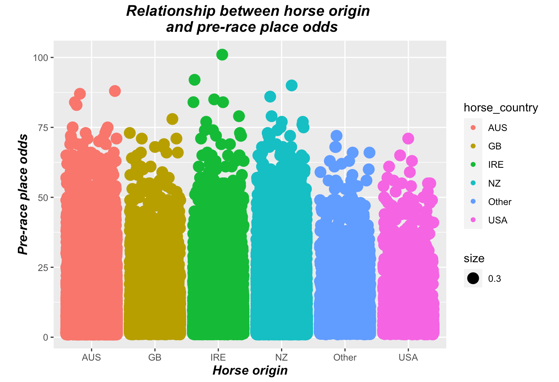 Relationship between horse origin
and pre-race place odds
Pre-race place odds
100
75
50
25
0
AUS
GB
IRE
NZ
Other
USA
Horse origin
horse_country
AUS
GB
IRE
NZ
Other
USA
size
0.3